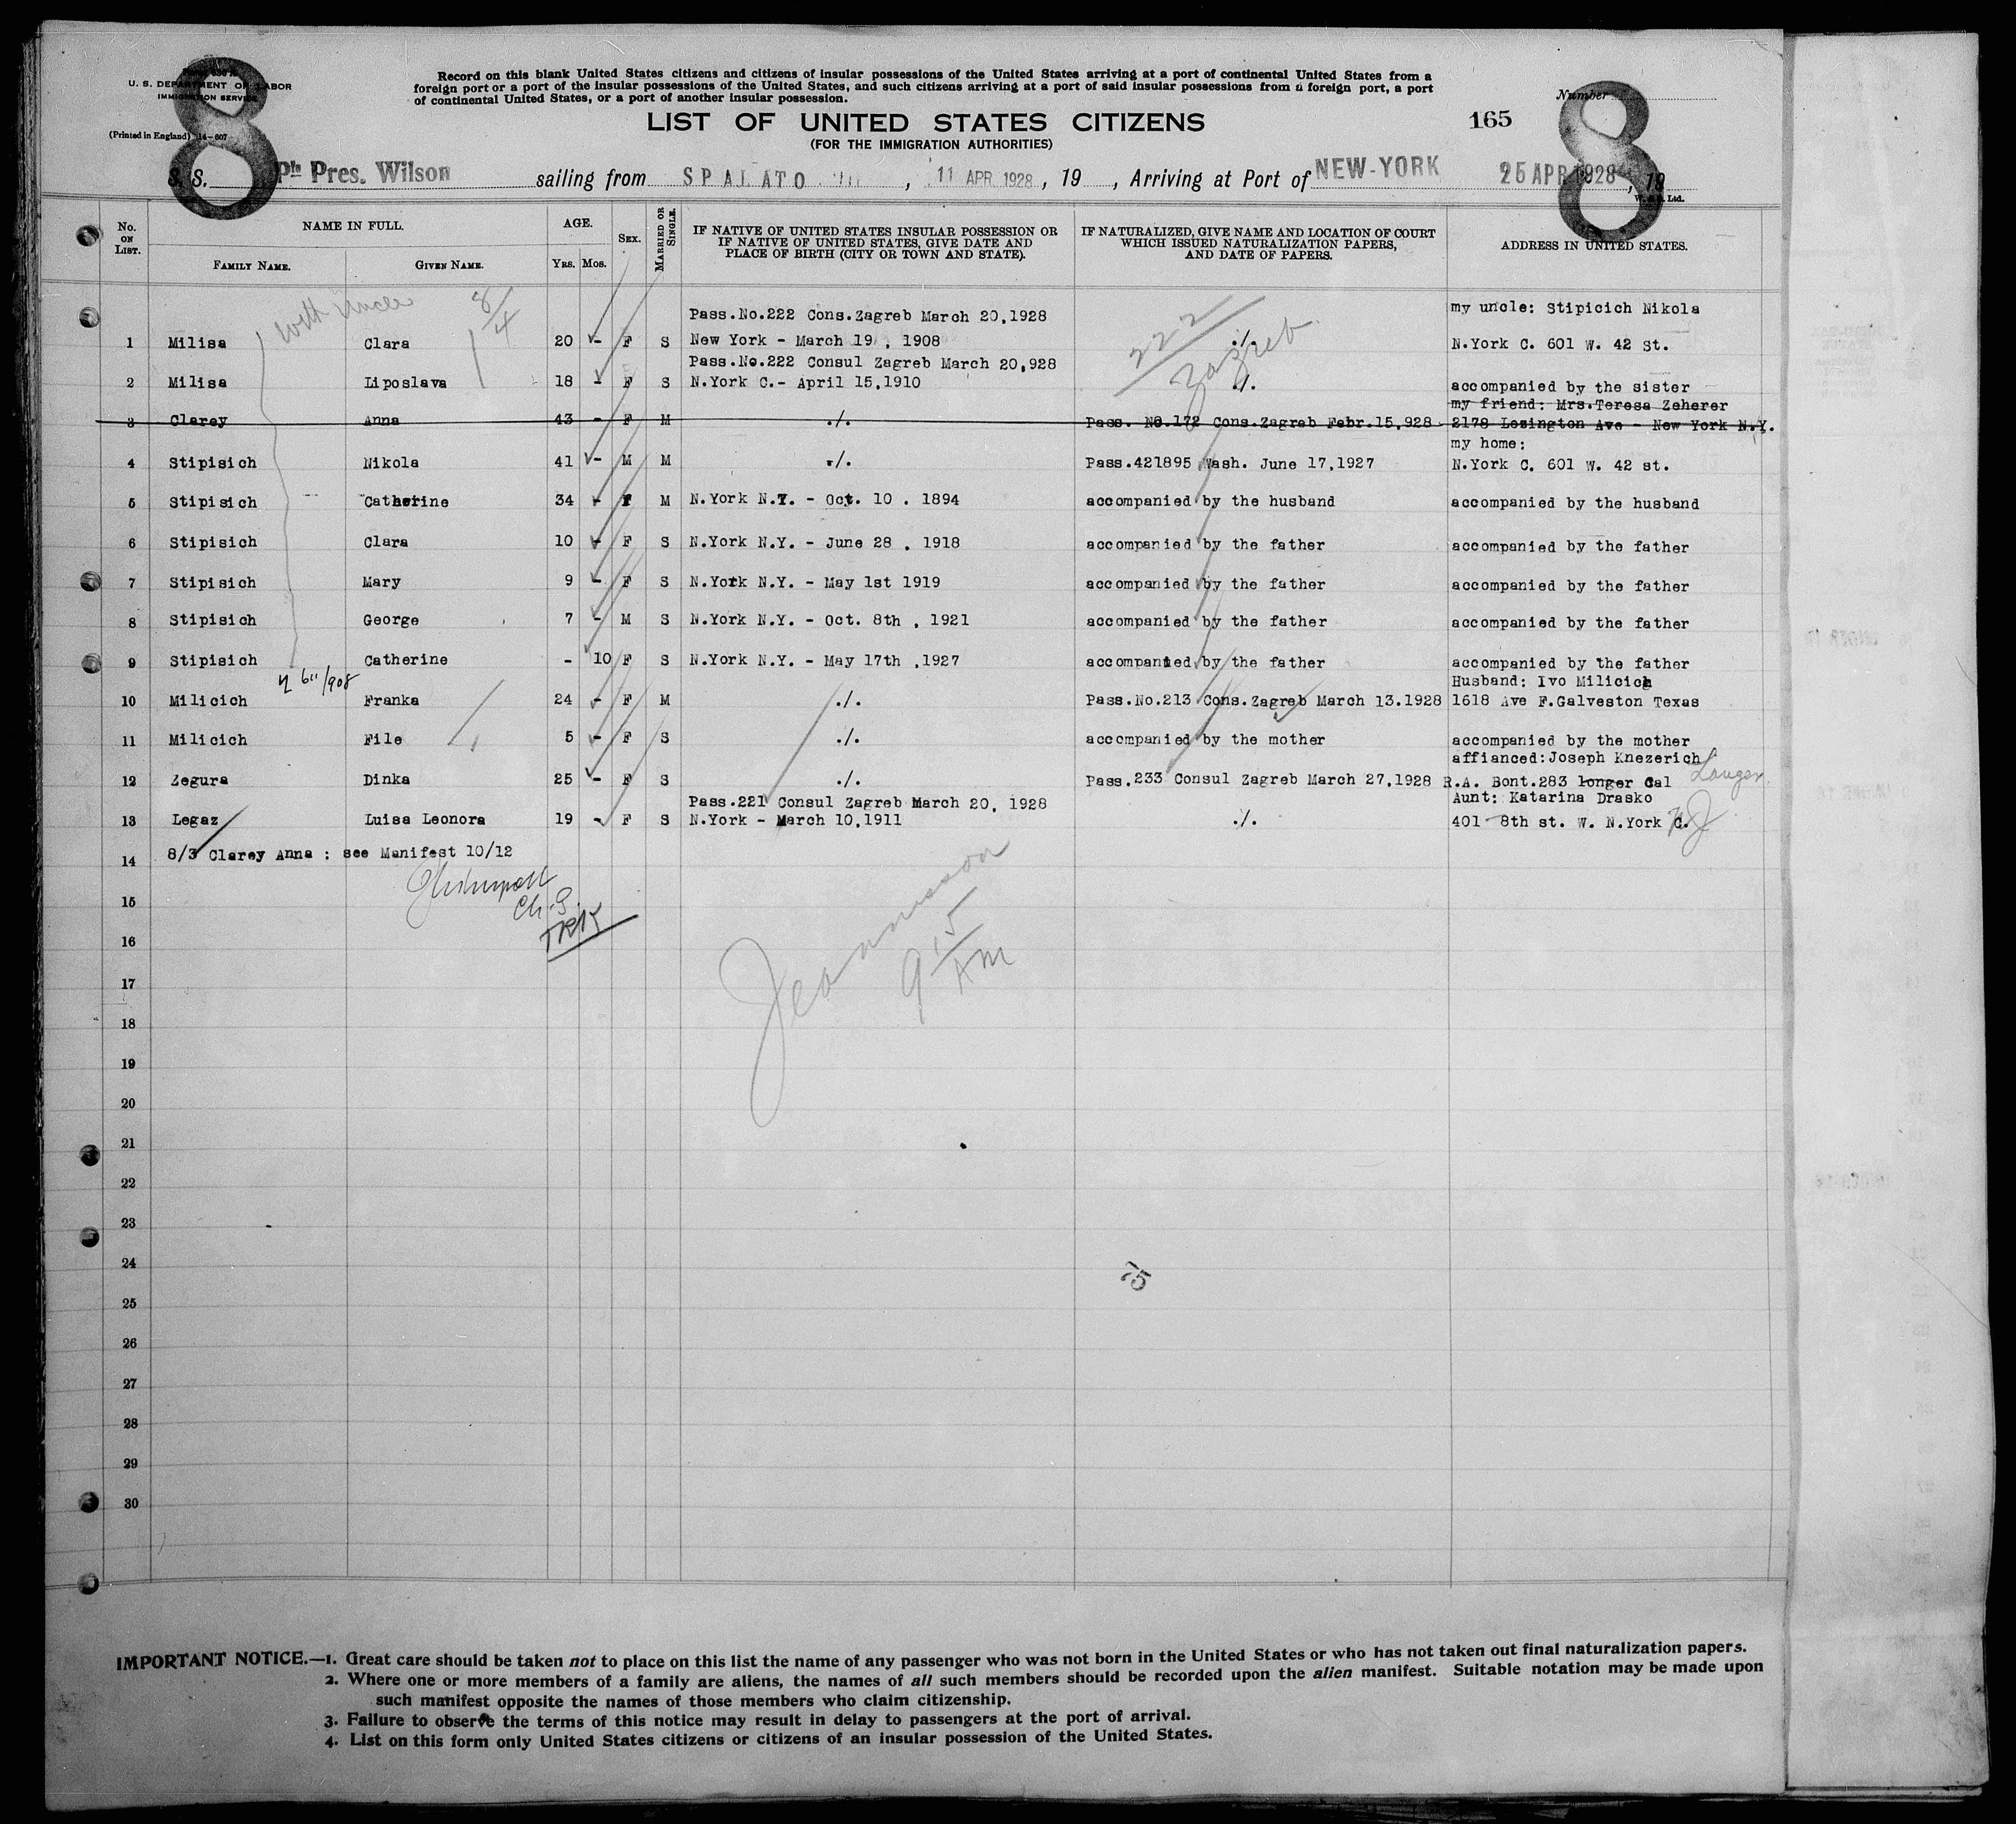 8
U. S. DEPARTMENT OF LABOR
IMMIGRATION SERVICE
(Printed in England) 14-607
Record on this blank United States citizens and citizens of insular possessions of the United States arriving at a port of continental United States from a
foreign port or a port of the insular possessions of the United States, and such citizens arriving at a port of said insular possessions from a foreign port, a port
of continental United States, or a port of another insular possession.
LIST OF UNITED STATES CITIZENS
(FOR THE IMMIGRATION AUTHORITIES)
165
Number
8
S. S. Pte Pres. Wilson sailing from SPALATO, 11 APR 1928, 19 , Arriving at Port of NEW-YORK 25 APR 1928, 19
No. ON LIST. NAME IN FULL. AGE. SEX. MARRIED OR SINGLE. IF NATIVE OF UNITED STATES INSULAR POSSESSION OR IF NATIVE OF UNITED STATES, GIVE DATE AND PLACE OF BIRTH (CITY OR TOWN AND STATE). IF NATURALIZED, GIVE NAME AND LOCATION OF COURT WHICH ISSUED NATURALIZATION PAPERS, AND DATE OF PAPERS. ADDRESS IN UNITED STATES.
FAMILY NAME. GIVEN NAME. YRS. MOS.
with uncle 8/4
222 Zagreb
Pass.No.222 Cons.Zagreb March 20,1928 my uncle: Stipicich Nikola
1 Milisa Clara 20 - F S New York - March 19 , 1908 ./. N.York C. 601 W. 42 St.
Pass.No.222 Consul Zagreb March 20,928
2 Milisa Liposlava 18 - F S N.York C.- April 15,1910 ./. accompanied by the sister
my friend: Mrs.Teresa Zeherer
3 Clarey Anna 43 - F M ./. Pass. No.172 Cons.Zagreb Febr.15,928 2178 Lezington Ave - New York N.Y.
my home:
4 Stipisich Nikola 41 - M M ./. Pass.421895 Wash. June 17,1927 N.York C. 601 W. 42 st.
5 Stipisich Catherine 34 - F M N.York N.Y. - Oct. 10 . 1894 accompanied by the husband accompanied by the husband
6 Stipisich Clara 10 - F S N.York N.Y. - June 28 , 1918 accompanied by the father accompanied by the father
7 Stipisich Mary 9 - F S N.York N.Y. - May 1st 1919 accompanied by the father accompanied by the father
8 Stipisich George 7 - M S N.York N.Y. - Oct. 8th , 1921 accompanied by the father accompanied by the father
9 Stipisich Catherine - 10 F S N.York N.Y. - May 17th ,1927 accompanied by the father accompanied by the father
Husband: Ivo Milicich
10 Milicich Franka 24 - F M ./. Pass.No.213 Cons.Zagreb March 13.1928 1618 Ave F.Galveston Texas
11 Milicich File 5 - F S ./. accompanied by the mother accompanied by the mother
affianced:Joseph Knezerich
12 Zegura Dinka 25 - F S ./. Pass.233 Consul Zagreb March 27,1928 R.A. Bont.283 longer Cal
Pass.221 Consul Zagreb March 20, 1928 Aunt: Katarina Drasko
13 Legaz Luisa Leonora 19 - F S N.York - March 10,1911 ./. 401 8th st. W. N.York C.
8/3 Clarey Anna : see Manifest 10/12
14
15
16
Jeannisson
9 15 AM
17
18
19
20
21
22
23
24
75
25
26
27
28
29
30
IMPORTANT NOTICE.—1. Great care should be taken not to place on this list the name of any passenger who was not born in the United States or who has not taken out final naturalization papers.
2. Where one or more members of a family are aliens, the names of all such members should be recorded upon the alien manifest. Suitable notation may be made upon
such manifest opposite the names of those members who claim citizenship.
3. Failure to observe the terms of this notice may result in delay to passengers at the port of arrival.
4. List on this form only United States citizens or citizens of an insular possession of the United States.